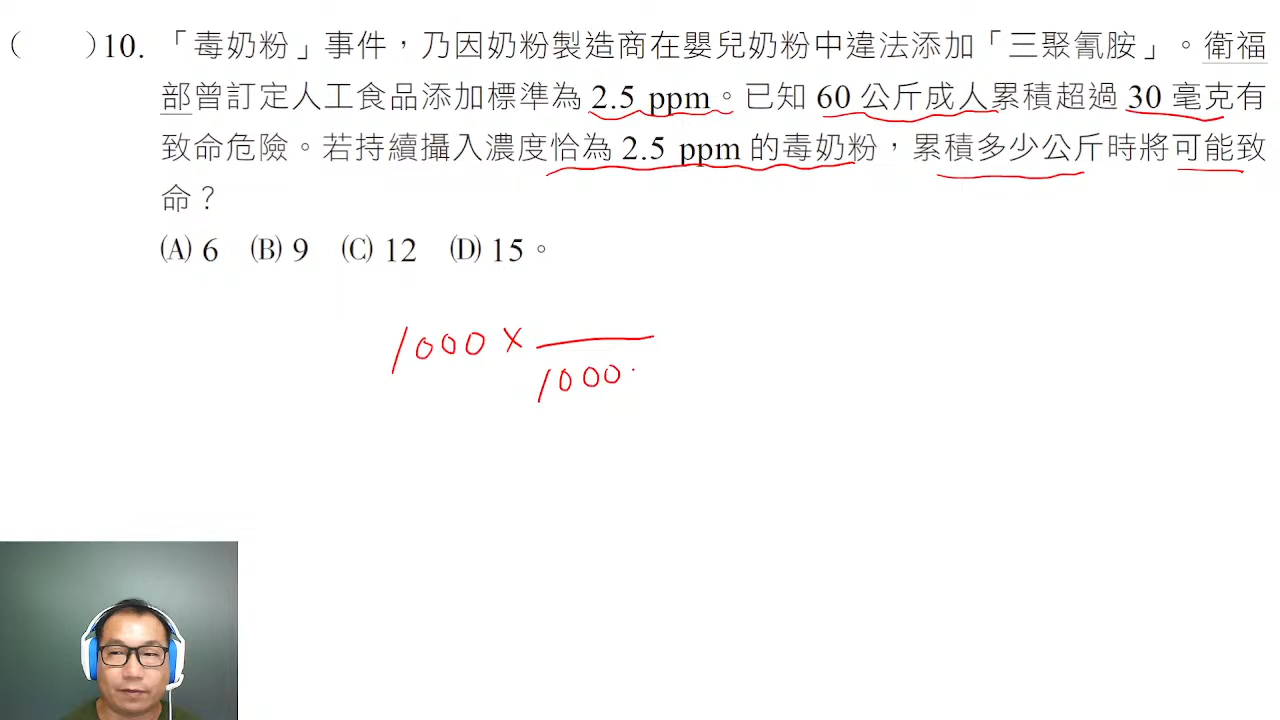 (　　)10. 「毒奶粉」事件，乃因奶粉製造商在嬰兒奶粉中違法添加「三聚氰胺」。衛福
部曾訂定人工食品添加標準為 2.5 ppm。已知 60 公斤成人累積超過 30 毫克有
致命危險。若持續攝入濃度恰為 2.5 ppm 的毒奶粉，累積多少公斤時將可能致
命？
(A) 6　(B) 9　(C) 12　(D) 15。
1000 ×
1000